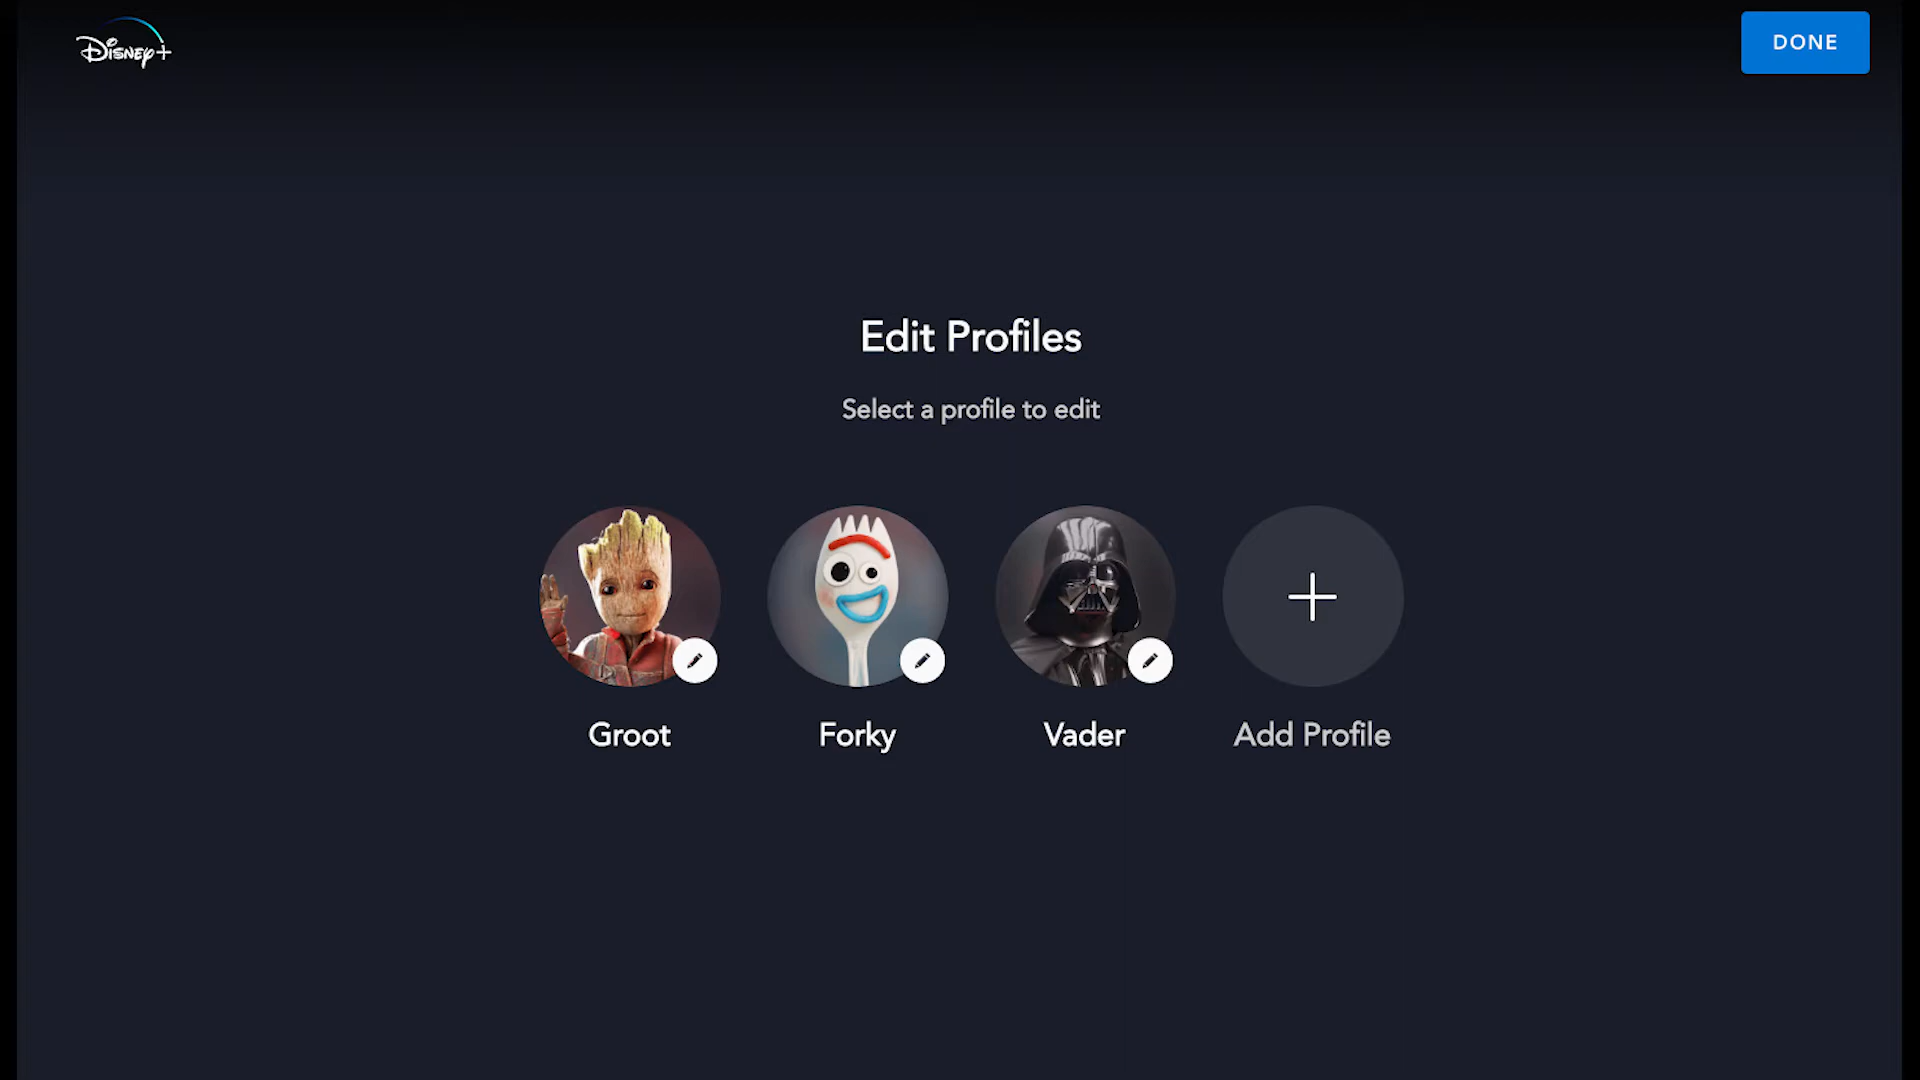 Disney+
DONE
Edit Profiles
Select a profile to edit
Groot
Forky
Vader
Add Profile